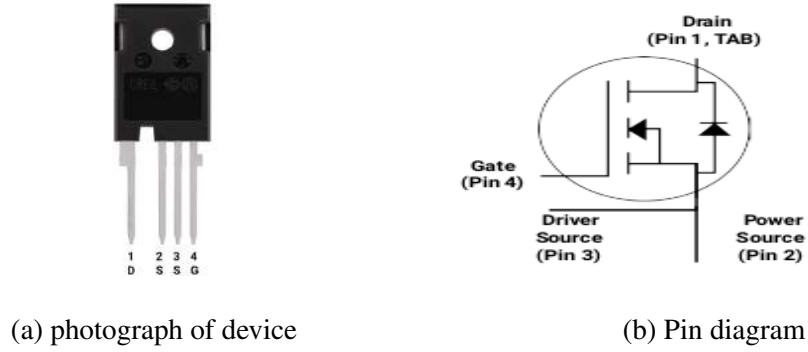 1 2 3 4
D S S G
Drain
(Pin 1, TAB)
Gate
(Pin 4)
Driver
Source
(Pin 3)
Power
Source
(Pin 2)
(a) photograph of device
(b) Pin diagram